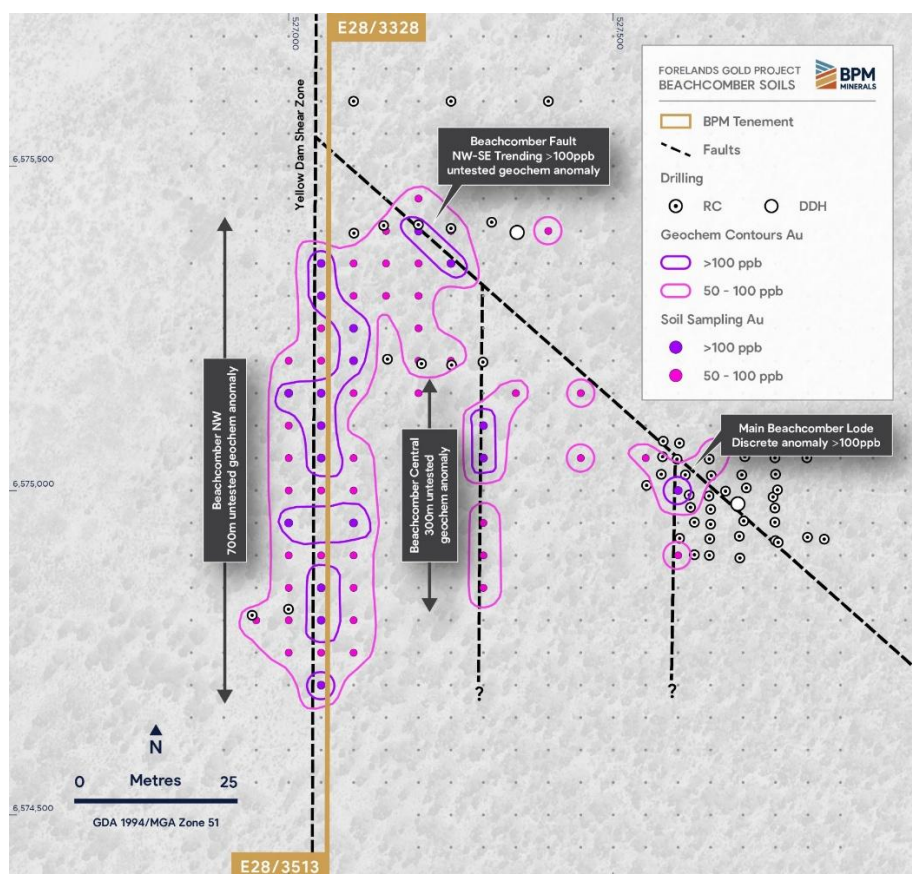 E28/3328
527,000
527,500
FORELANDS GOLD PROJECT
BEACHCOMBER SOILS
BPM
MINERALS
BPM Tenement
Faults
Drilling
RC
DDH
Geochem Contours Au
>100 ppb
50 - 100 ppb
Soil Sampling Au
>100 ppb
50 - 100 ppb
Yellow Dam Shear Zone
6,575,500
Beachcomber Fault
NW-SE Trending >100ppb
untested geochem anomaly
Beachcomber NW
700m untested geochem anomaly
Beachcomber Central
300m untested
geochem anomaly
Main Beachcomber Lode
Discrete anomaly >100ppb
6,575,000
?
?
N
0 Metres 25
GDA 1994/MGA Zone 51
6,574,500
E28/3513